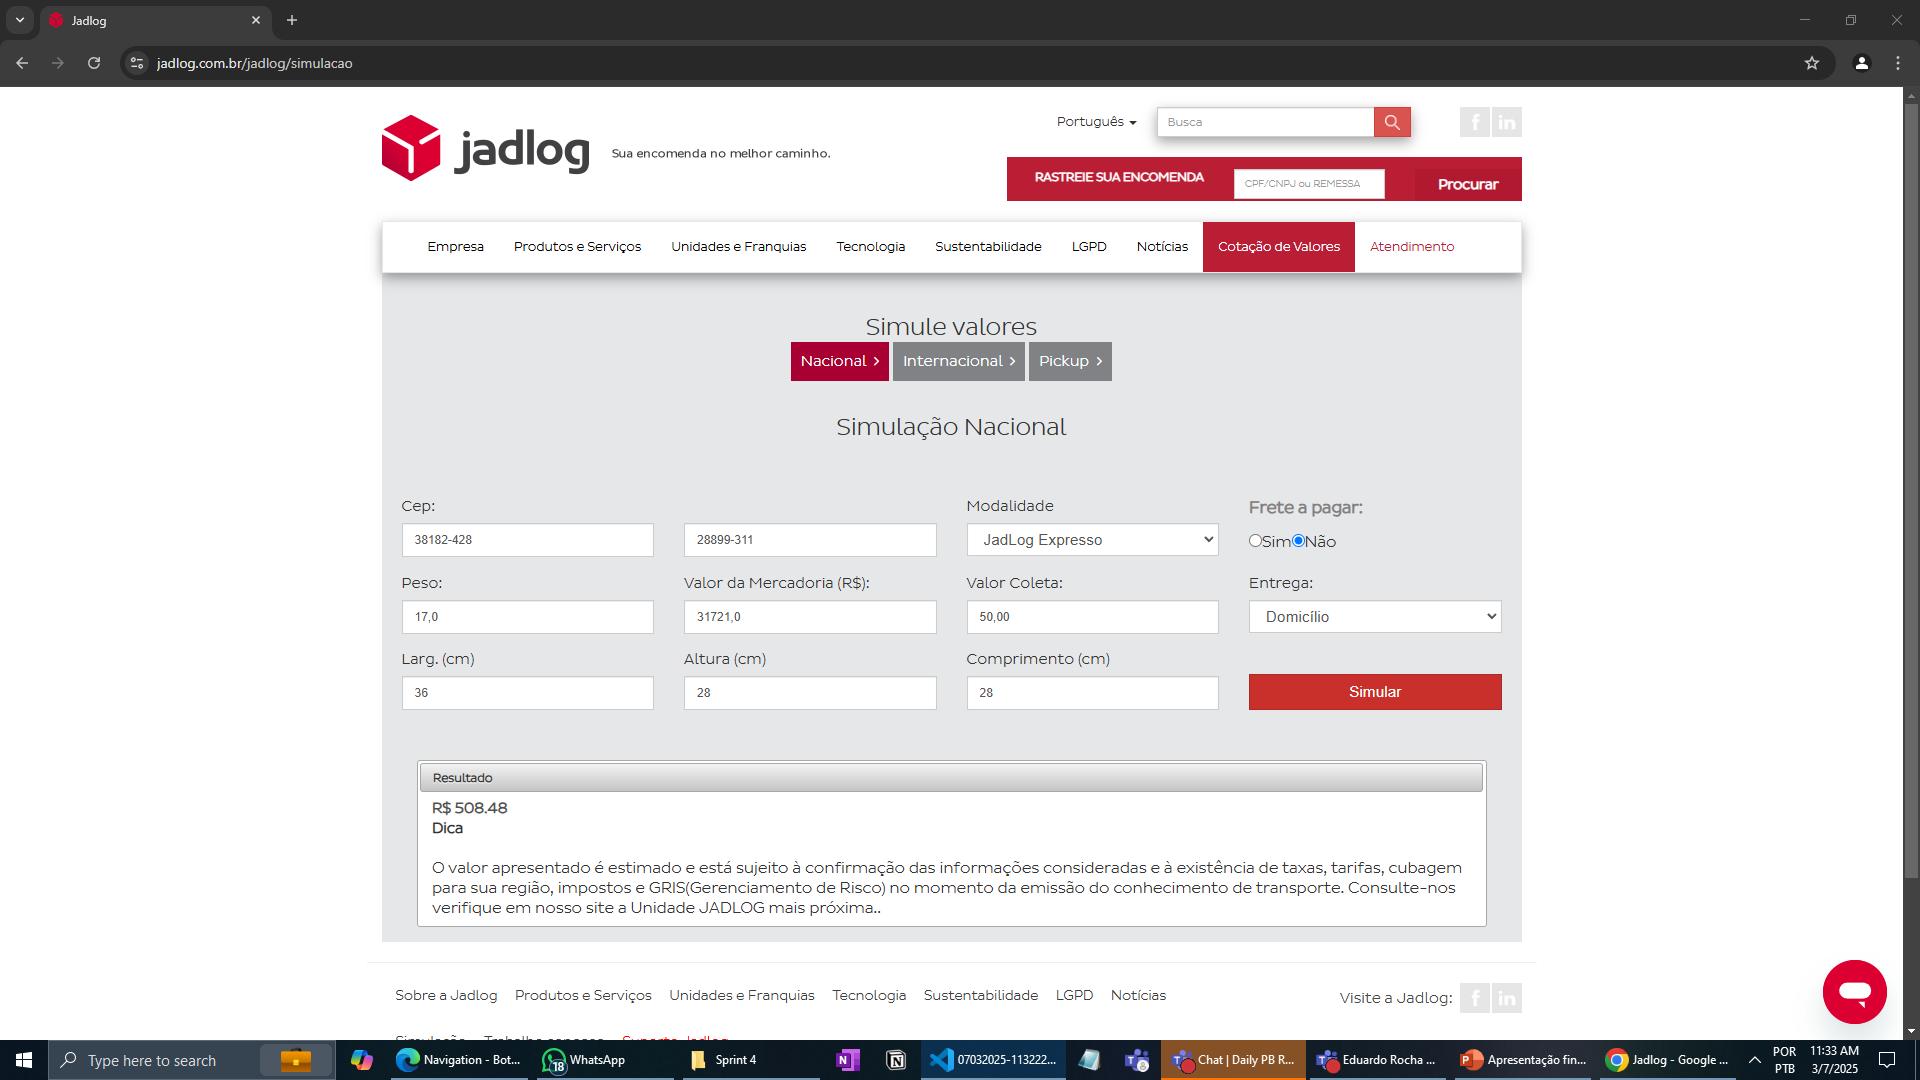 Jadlog
jadlog.com.br/jadlog/simulacao
Português
Busca
f in
jadlog
Sua encomenda no melhor caminho.
RASTREIE SUA ENCOMENDA
CPF/CNPJ ou REMESSA
Procurar
Empresa Produtos e Serviços Unidades e Franquias Tecnologia Sustentabilidade LGPD Notícias Cotação de Valores Atendimento
Simule valores
Nacional Internacional Pickup
Simulação Nacional
Cep: Modalidade Frete a pagar:
38182-428 28899-311 JadLog Expresso Sim Não
Peso: Valor da Mercadoria (R$): Valor Coleta: Entrega:
17,0 31721,0 50,00 Domicílio
Larg. (cm) Altura (cm) Comprimento (cm)
36 28 28 Simular
Resultado
R$ 508.48
Dica
O valor apresentado é estimado e está sujeito à confirmação das informações consideradas e à existência de taxas, tarifas, cubagem
para sua região, impostos e GRIS(Gerenciamento de Risco) no momento da emissão do conhecimento de transporte. Consulte-nos
verifique em nosso site a Unidade JADLOG mais próxima..
Sobre a Jadlog Produtos e Serviços Unidades e Franquias Tecnologia Sustentabilidade LGPD Notícias Visite a Jadlog: f in
Simulação Trabalhe conosco Suporte Jadlog
Type here to search
Navigation - Bot...
18 WhatsApp
Sprint 4
07032025-113222...
Chat | Daily PB R...
Eduardo Rocha ...
Apresentação fin...
Jadlog - Google ...
POR
PTB
11:33 AM
3/7/2025